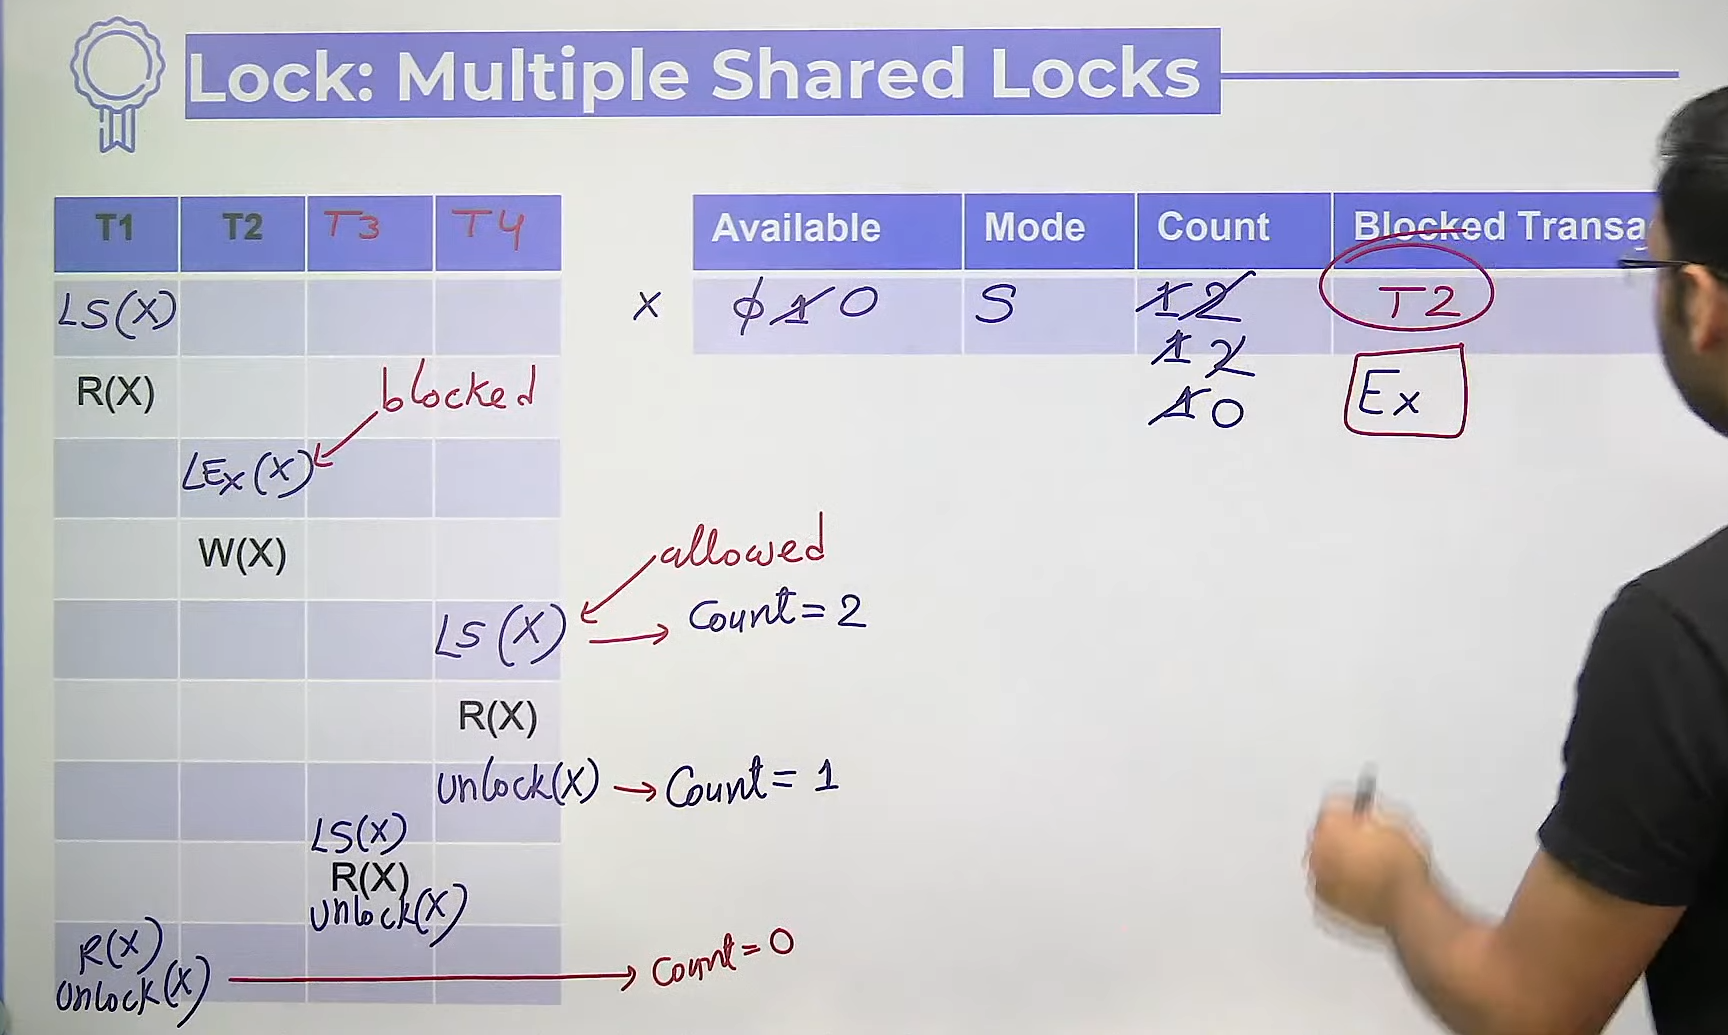 Lock: Multiple Shared Locks
T1 T2 T3 T4
Available Mode Count Blocked Transa
LS(X)
X 0 1 0 S 1 2 T2
1 2
R(X) blocked
1 0 Ex
LEx(X)
W(X)
allowed
LS(X) Count = 2
R(X)
Unlock(X) → Count = 1
LS(X)
R(X)
Unlock(X)
R(X)
Unlock(X) Count = 0